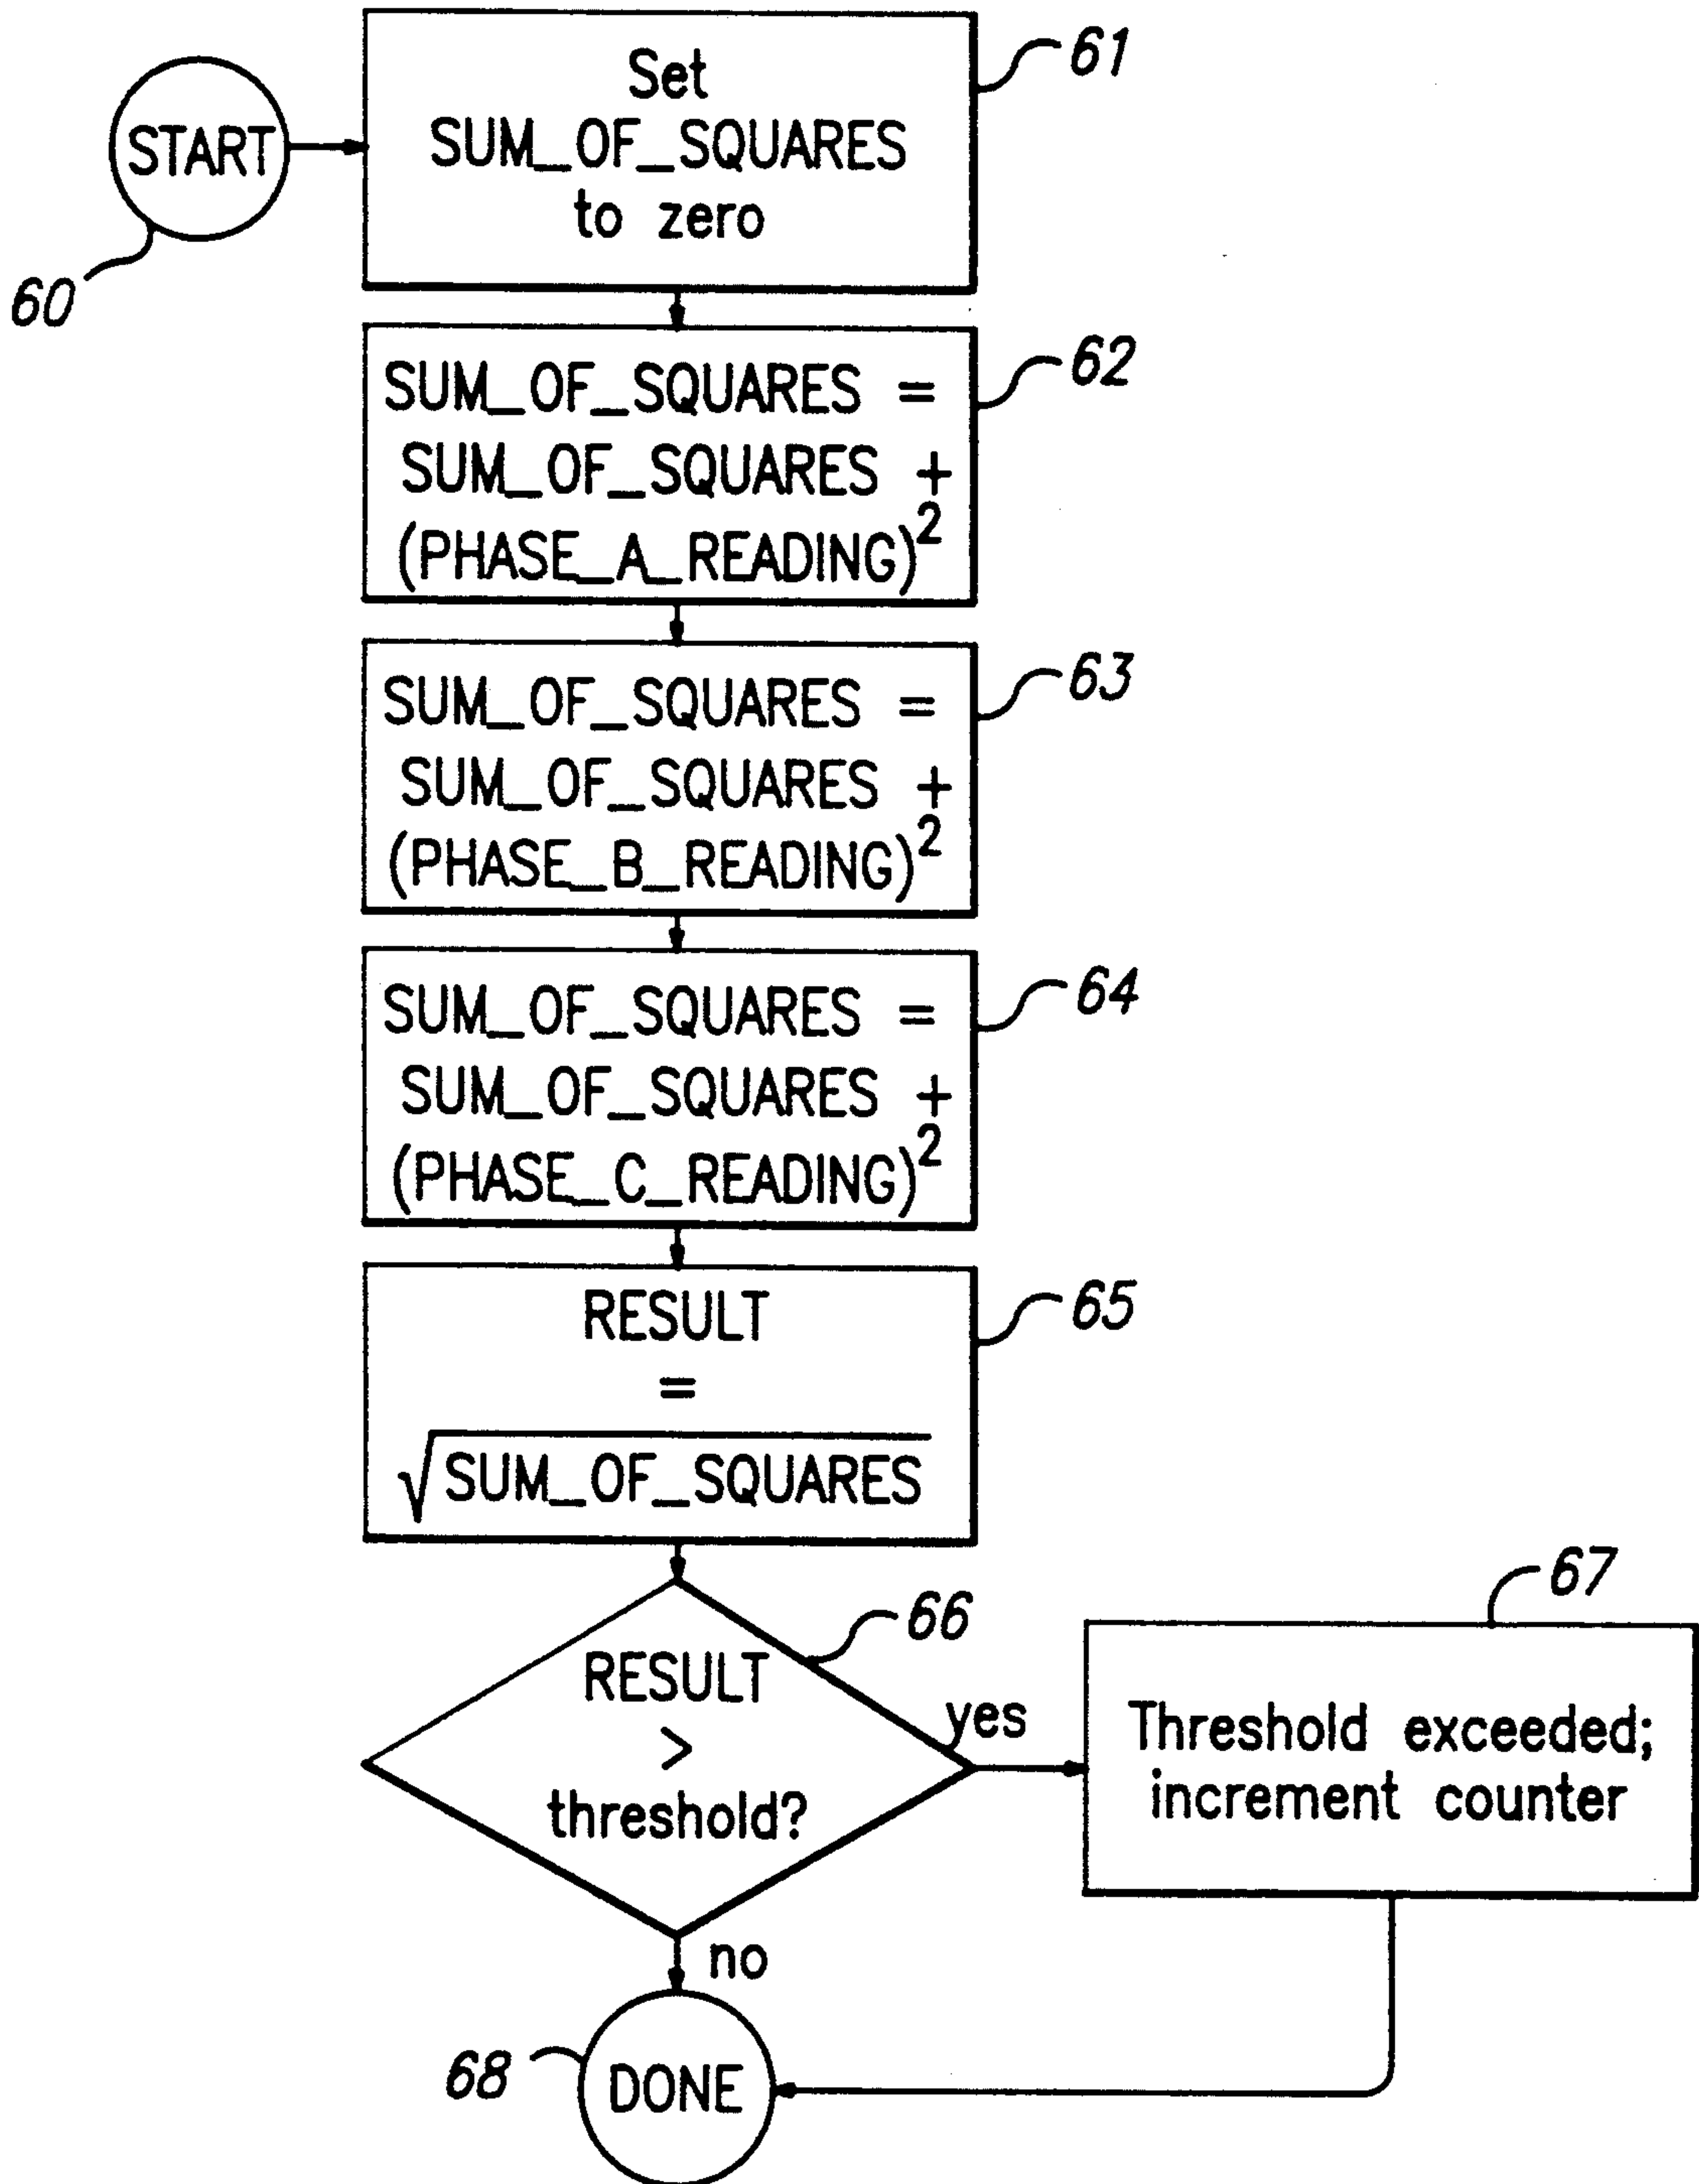 START
60
Set
SUM_OF_SQUARES
to zero
61
SUM_OF_SQUARES =
SUM_OF_SQUARES +
(PHASE_A_READING)²
62
SUM_OF_SQUARES =
SUM_OF_SQUARES +
(PHASE_B_READING)²
63
SUM_OF_SQUARES =
SUM_OF_SQUARES +
(PHASE_C_READING)²
64
RESULT
=
√SUM_OF_SQUARES
65
RESULT
>
threshold?
66
yes
Threshold exceeded;
increment counter
67
no
DONE
68